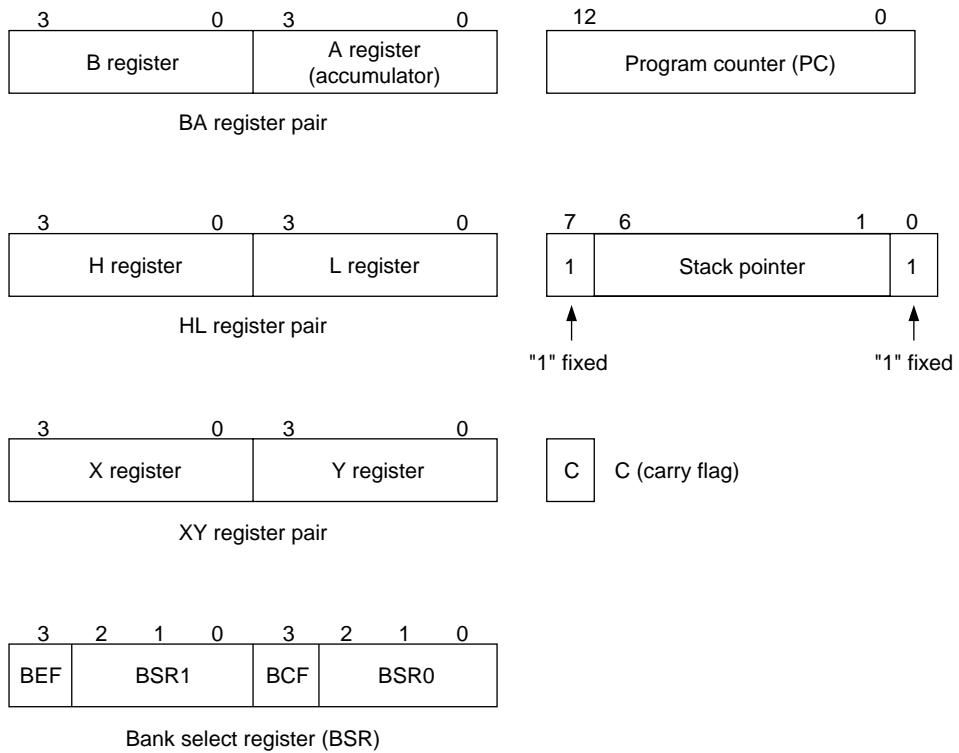 3 0 3 0 12 0
B register A register (accumulator) Program counter (PC)
BA register pair
3 0 3 0 7 6 1 0
H register L register 1 Stack pointer 1
HL register pair
"1" fixed "1" fixed
3 0 3 0
X register Y register C C (carry flag)
XY register pair
3 2 1 0 3 2 1 0
BEF BSR1 BCF BSR0
Bank select register (BSR)